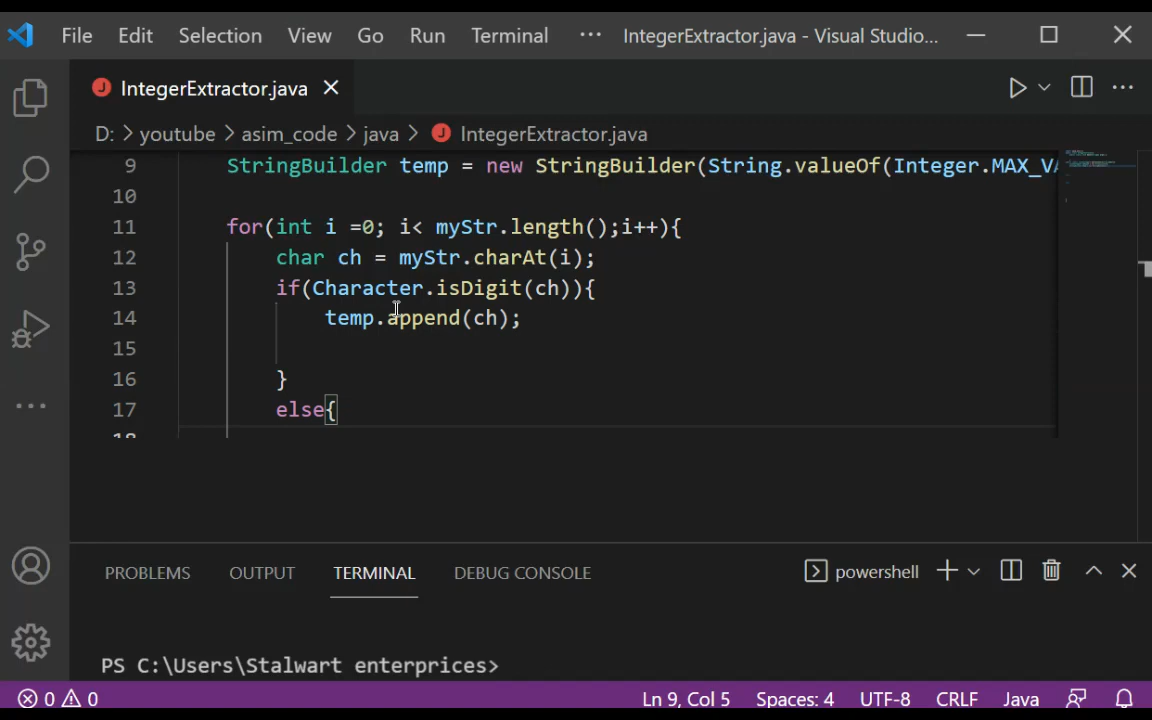 File Edit Selection View Go Run Terminal ··· IntegerExtractor.java - Visual Studio...
IntegerExtractor.java
D: > youtube > asim_code > java > IntegerExtractor.java
9 StringBuilder temp = new StringBuilder(String.valueOf(Integer.MAX_VA
10
11 for(int i =0; i< myStr.length();i++){
12 char ch = myStr.charAt(i);
13 if(Character.isDigit(ch)){
14 temp.append(ch);
15
16 }
17 else{
18
PROBLEMS OUTPUT TERMINAL DEBUG CONSOLE powershell
PS C:\Users\Stalwart enterprices>
0 0 Ln 9, Col 5 Spaces: 4 UTF-8 CRLF Java